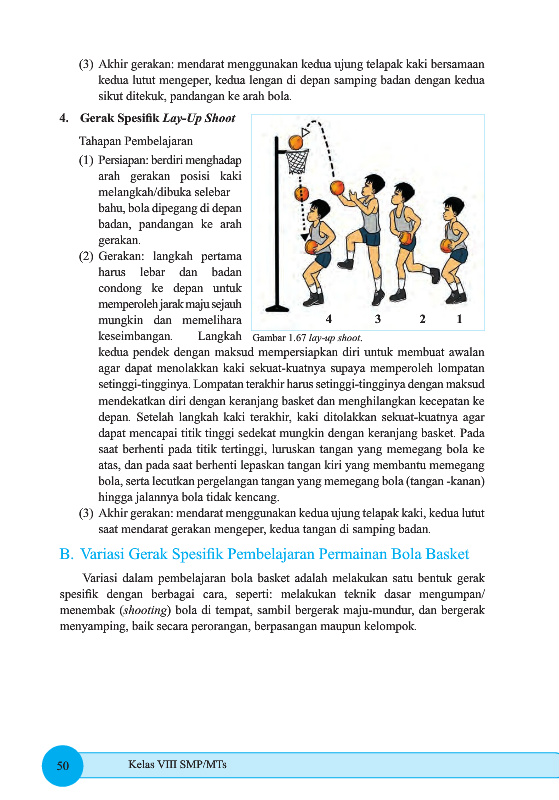 (3) Akhir gerakan: mendarat menggunakan kedua ujung telapak kaki bersamaan
kedua lutut mengeper, kedua lengan di depan samping badan dengan kedua
sikut ditekuk, pandangan ke arah bola.
4. Gerak Spesifik Lay-Up Shoot
Tahapan Pembelajaran
(1) Persiapan: berdiri menghadap
arah gerakan posisi kaki
melangkah/dibuka selebar
bahu, bola dipegang di depan
badan, pandangan ke arah
gerakan.
(2) Gerakan: langkah pertama
harus lebar dan badan
condong ke depan untuk
memperoleh jarak maju sejauh
mungkin dan memelihara
keseimbangan. Langkah
4 3 2 1
Gambar 1.67 lay-up shoot.
kedua pendek dengan maksud mempersiapkan diri untuk membuat awalan
agar dapat menolakkan kaki sekuat-kuatnya supaya memperoleh lompatan
setinggi-tingginya. Lompatan terakhir harus setinggi-tingginya dengan maksud
mendekatkan diri dengan keranjang basket dan menghilangkan kecepatan ke
depan. Setelah langkah kaki terakhir, kaki ditolakkan sekuat-kuatnya agar
dapat mencapai titik tinggi sedekat mungkin dengan keranjang basket. Pada
saat berhenti pada titik tertinggi, luruskan tangan yang memegang bola ke
atas, dan pada saat berhenti lepaskan tangan kiri yang membantu memegang
bola, serta lecutkan pergelangan tangan yang memegang bola (tangan -kanan)
hingga jalannya bola tidak kencang.
(3) Akhir gerakan: mendarat menggunakan kedua ujung telapak kaki, kedua lutut
saat mendarat gerakan mengeper, kedua tangan di samping badan.
B. Variasi Gerak Spesifik Pembelajaran Permainan Bola Basket
Variasi dalam pembelajaran bola basket adalah melakukan satu bentuk gerak
spesifik dengan berbagai cara, seperti: melakukan teknik dasar mengumpan/
menembak (shooting) bola di tempat, sambil bergerak maju-mundur, dan bergerak
menyamping, baik secara perorangan, berpasangan maupun kelompok.
50
Kelas VIII SMP/MTs